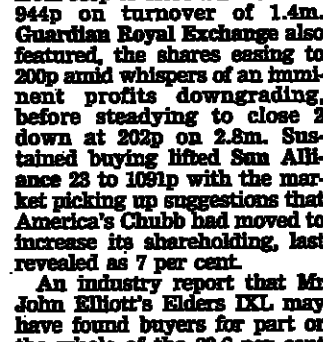 944p on turnover of 1.4m.
Guardian Royal Exchange also
featured, the shares easing to
200p amid whispers of an immi-
nent profits downgrading,
before steadying to close 2
down at 202p on 2.8m. Sus-
tained buying lifted Sun Alli-
ance 23 to 1091p with the mar-
ket picking up suggestions that
America's Chubb had moved to
increase its shareholding, last
revealed as 7 per cent.
An industry report that Mr
John Elliott's Elders IXL may
have found buyers for part or
the whole of the